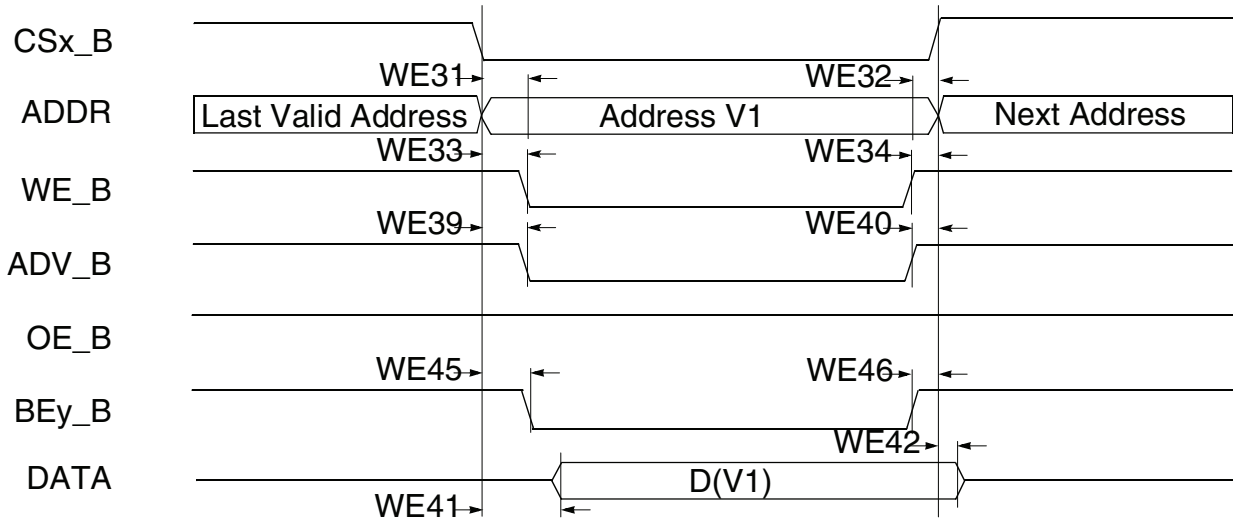 CSx_B
WE31 WE32
ADDR Last Valid Address Address V1 Next Address
WE33 WE34
WE_B
WE39 WE40
ADV_B
OE_B
WE45 WE46
BEy_B
WE42
DATA D(V1)
WE41